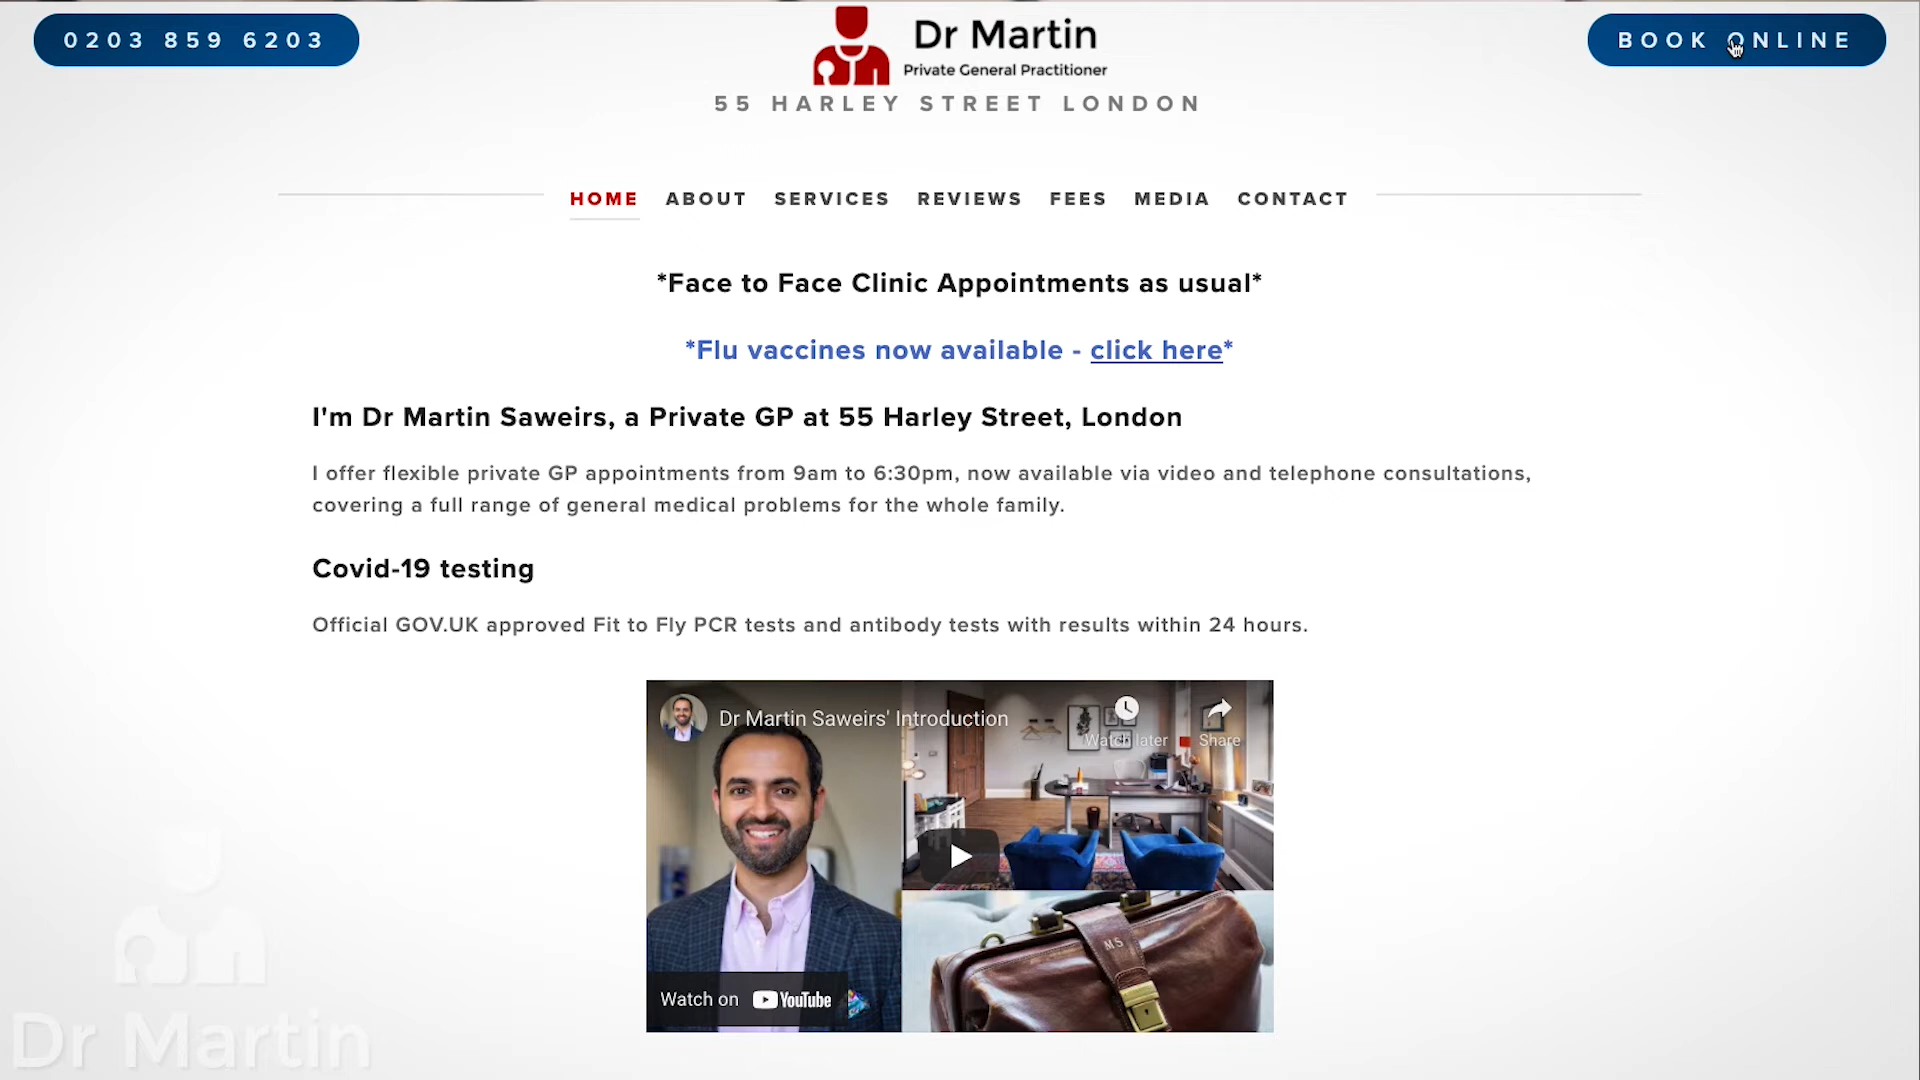 0203 859 6203
Dr Martin
Private General Practitioner
55 HARLEY STREET LONDON
BOOK ONLINE
HOME ABOUT SERVICES REVIEWS FEES MEDIA CONTACT
*Face to Face Clinic Appointments as usual*
*Flu vaccines now available - click here*
I'm Dr Martin Saweirs, a Private GP at 55 Harley Street, London
I offer flexible private GP appointments from 9am to 6:30pm, now available via video and telephone consultations,
covering a full range of general medical problems for the whole family.
Covid-19 testing
Official GOV.UK approved Fit to Fly PCR tests and antibody tests with results within 24 hours.
Dr Martin Saweirs' Introduction
Watch later
Share
MS
Watch on YouTube
Dr Martin